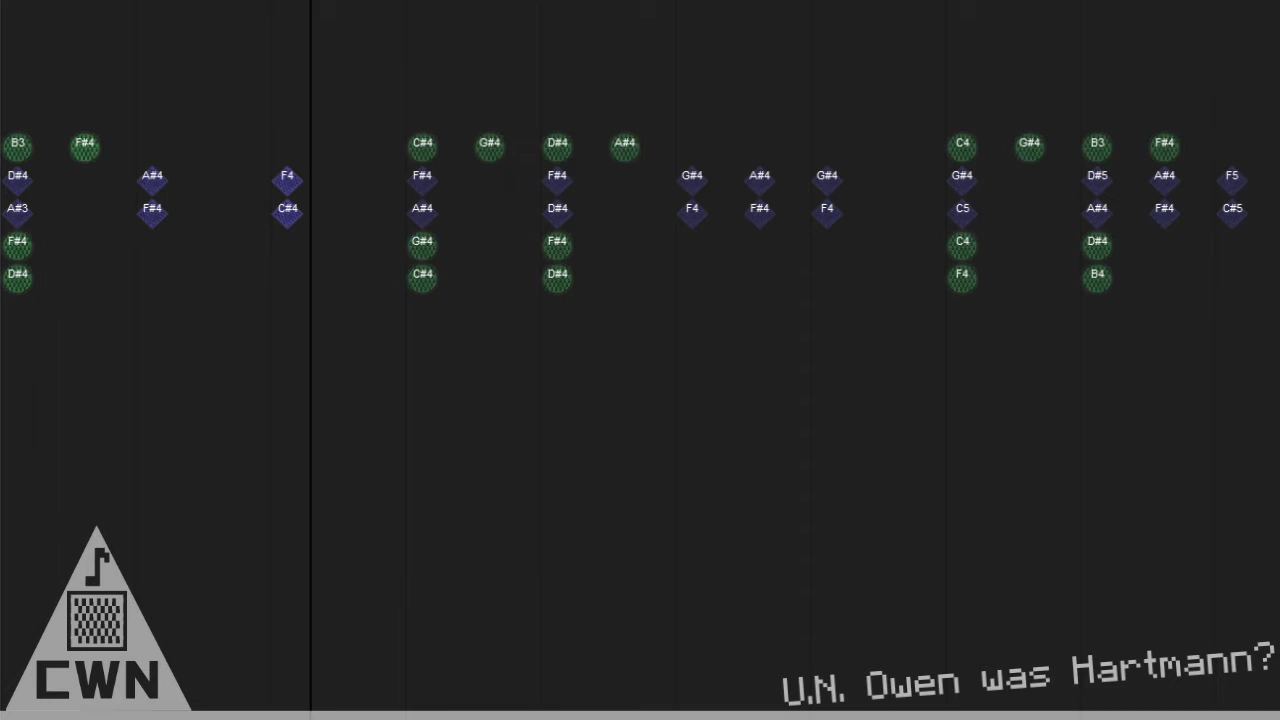 B3 F#4 C#4 G#4 D#4 A#4 C4 G#4 B3 F#4
D#4 A#4 F4 F#4 F#4 G#4 A#4 G#4 G#4 D#5 A#4 F5
A#3 F#4 C#4 A#4 D#4 F4 F#4 F4 C5 A#4 F#4 C#5
F#4 G#4 F#4 C4 D#4
D#4 C#4 D#4 F4 B4
CWN
U.N. Owen was Hartmann?